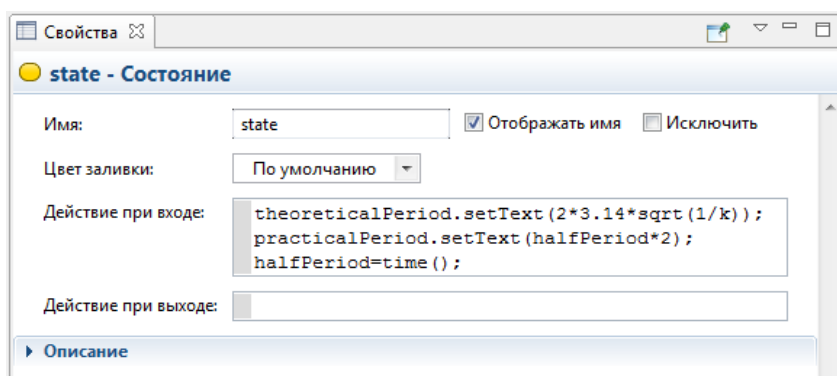 Свойства
state - Состояние
Имя: state Отображать имя Исключить
Цвет заливки: По умолчанию
Действие при входе: theoreticalPeriod.setText(2*3.14*sqrt(1/k));
practicalPeriod.setText(halfPeriod*2);
halfPeriod=time();
Действие при выходе:
Описание